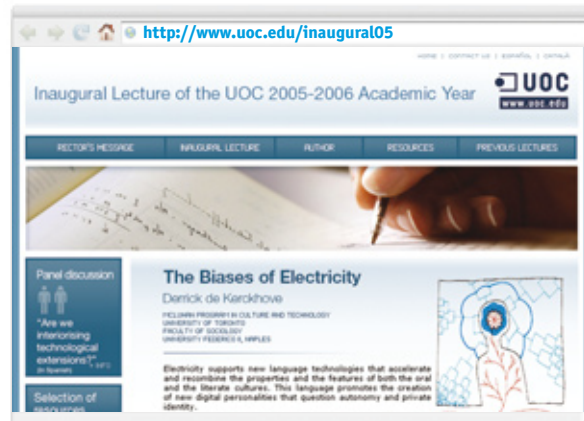 http://www.uoc.edu/inaugural05
HOME | CONTACT US | ESPAÑOL | CATALÀ
Inaugural Lecture of the UOC 2005-2006 Academic Year
UOC
www.uoc.edu
RECTOR'S MESSAGE INAUGURAL LECTURE AUTHOR RESOURCES PREVIOUS LECTURES
Panel discussion
"Are we
interiorising
technological
extensions?"
(in Spanish)
Selection of
resources
The Biases of Electricity
Derrick de Kerckhove
MCLUHAN PROGRAM IN CULTURE AND TECHNOLOGY
UNIVERSITY OF TORONTO
FACULTY OF SOCIOLOGY
UNIVERSITY FEDERICO II, NAPLES
Electricity supports new language technologies that accelerate
and recombine the properties and the features of both the oral
and the literate cultures. This language promotes the creation
of new digital personalities that question autonomy and private
identity.